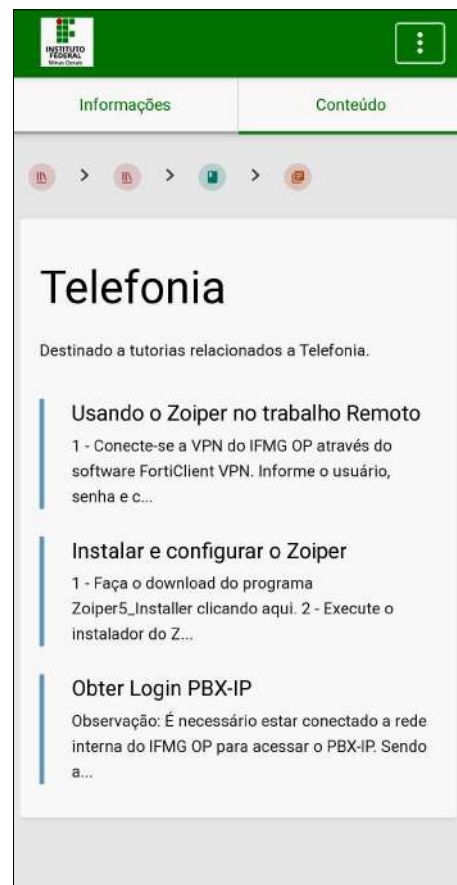 INSTITUTO
FEDERAL
Minas Gerais
Informações
Conteúdo
Telefonia
Destinado a tutorias relacionados a Telefonia.
Usando o Zoiper no trabalho Remoto
1 - Conecte-se a VPN do IFMG OP através do
software FortiClient VPN. Informe o usuário,
senha e c...
Instalar e configurar o Zoiper
1 - Faça o download do programa
Zoiper5_Installer clicando aqui. 2 - Execute o
instalador do Z...
Obter Login PBX-IP
Observação: É necessário estar conectado a rede
interna do IFMG OP para acessar o PBX-IP. Sendo
a...